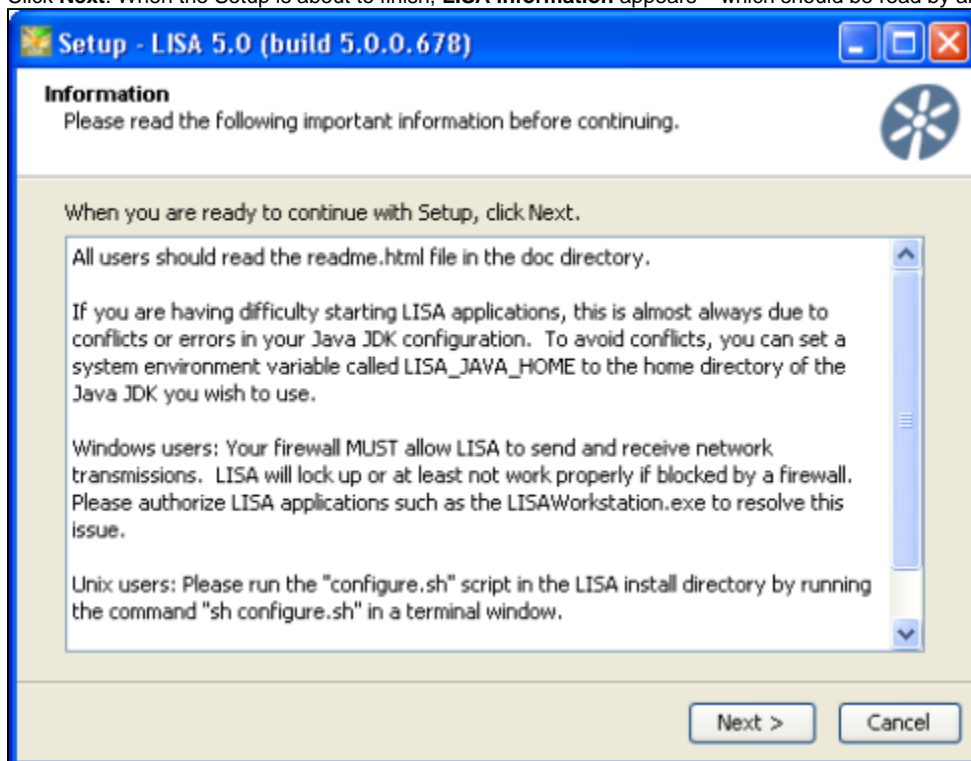 Click Next. When the Setup is about to finish, LISA Information appears – which should be read by
Setup - LISA 5.0 (build 5.0.0.678)
Information
Please read the following important information before continuing.
When you are ready to continue with Setup, click Next.
All users should read the readme.html file in the doc directory.
If you are having difficulty starting LISA applications, this is almost always due to
conflicts or errors in your Java JDK configuration.  To avoid conflicts, you can set a
system environment variable called LISA_JAVA_HOME to the home directory of the
Java JDK you wish to use.
Windows users: Your firewall MUST allow LISA to send and receive network
transmissions.  LISA will lock up or at least not work properly if blocked by a firewall.
Please authorize LISA applications such as the LISAWorkstation.exe to resolve this
issue.
Unix users: Please run the "configure.sh" script in the LISA install directory by running
the command "sh configure.sh" in a terminal window.
Next >
Cancel